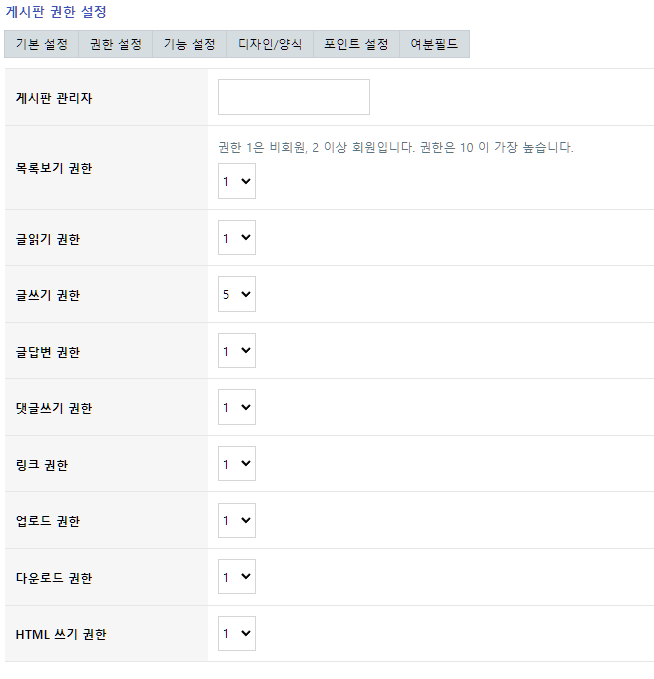 게시판 권한 설정
기본 설정 권한 설정 기능 설정 디자인/양식 포인트 설정 여분필드
게시판 관리자
권한 1은 비회원, 2 이상 회원입니다. 권한은 10 이 가장 높습니다.
목록보기 권한 1
글읽기 권한 1
글쓰기 권한 5
글답변 권한 1
댓글쓰기 권한 1
링크 권한 1
업로드 권한 1
다운로드 권한 1
HTML 쓰기 권한 1